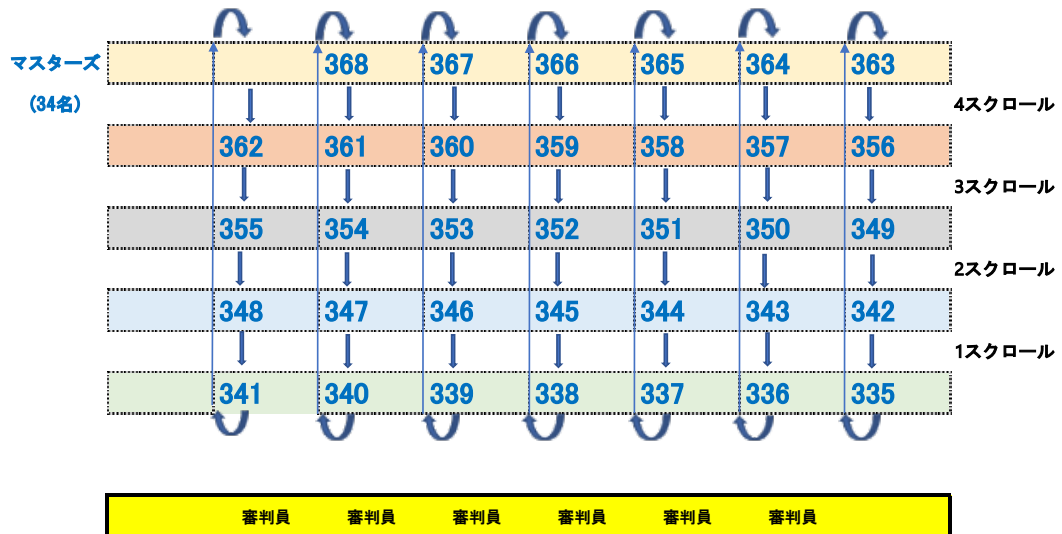 マスターズ
(34名)
368 367 366 365 364 363
4スクロール
362 361 360 359 358 357 356
3スクロール
355 354 353 352 351 350 349
2スクロール
348 347 346 345 344 343 342
1スクロール
341 340 339 338 337 336 335
審判員 審判員 審判員 審判員 審判員 審判員